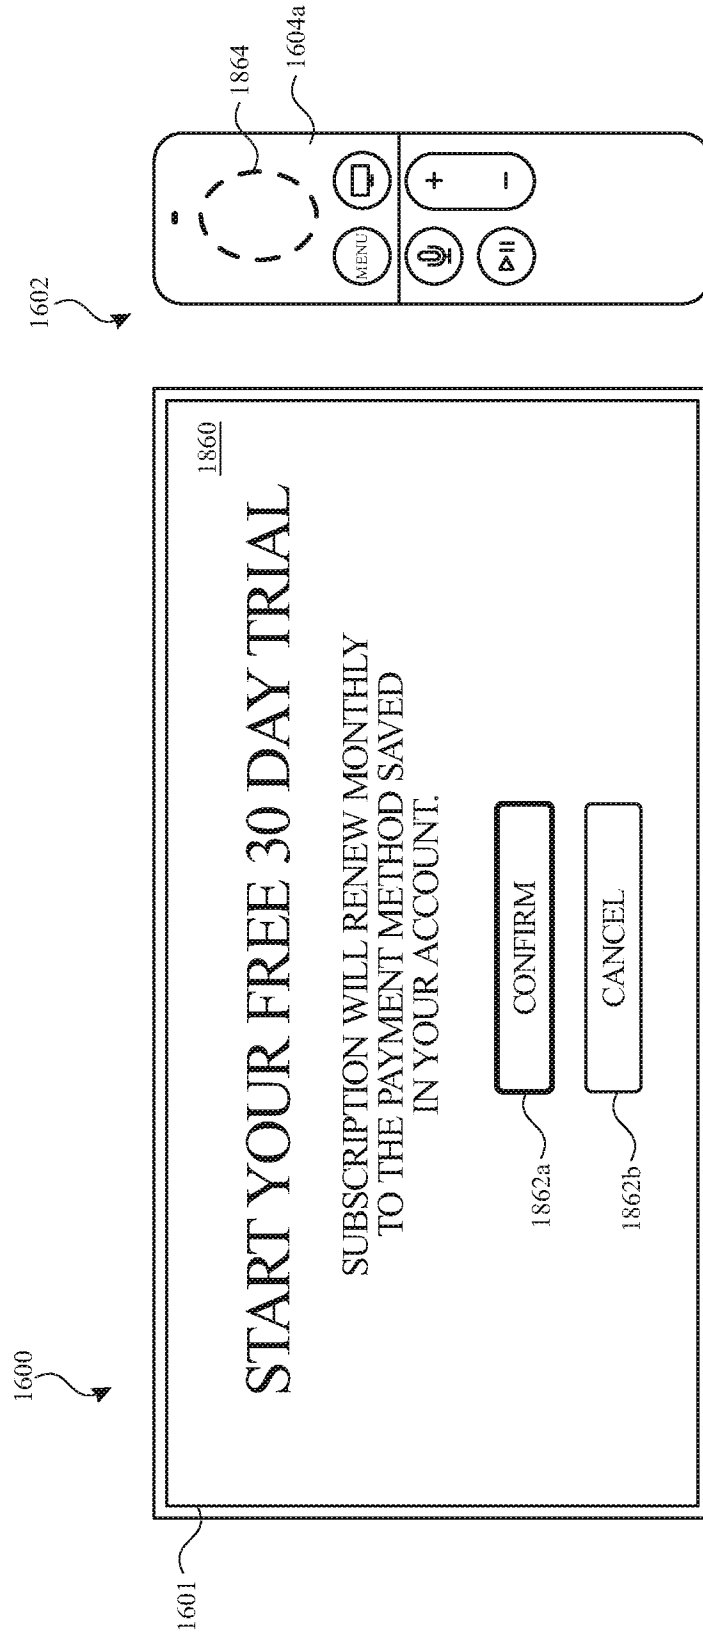 1600
1602
1601
1860
START YOUR FREE 30 DAY TRIAL
SUBSCRIPTION WILL RENEW MONTHLY
TO THE PAYMENT METHOD SAVED
IN YOUR ACCOUNT.
1862a
CONFIRM
1862b
CANCEL
1864
1604a
MENU
+
−